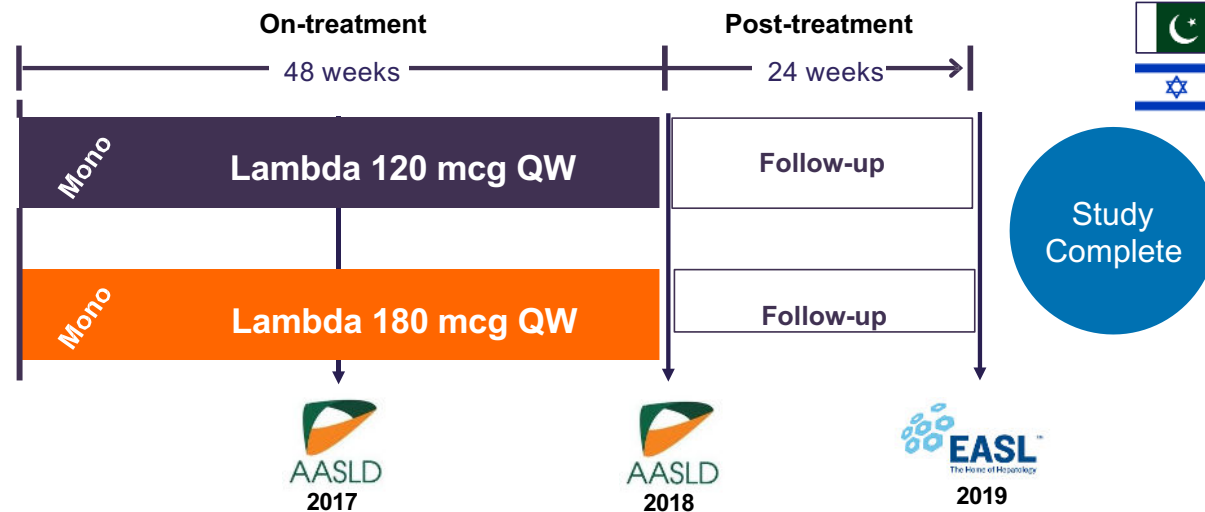 On-treatment
Post-treatment
48 weeks
24 weeks
Mono
Lambda 120 mcg QW
Follow-up
Study
Complete
Mono
Lambda 180 mcg QW
Follow-up
AASLD
2017
AASLD
2018
EASL™
The Home of Hepatology
2019